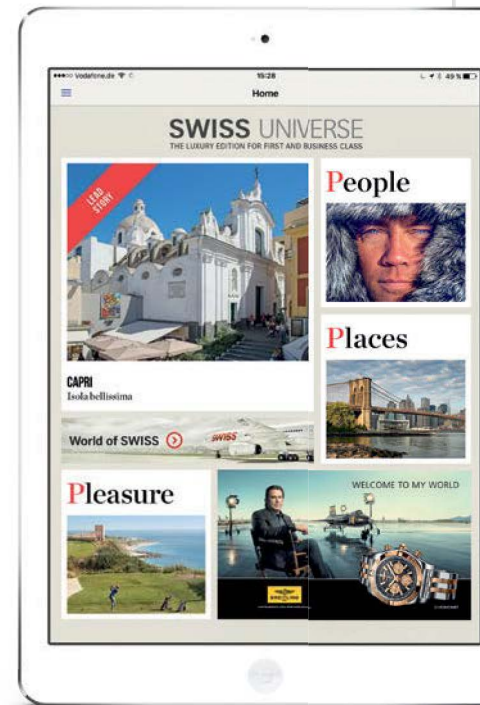 Vodafone.de
15:28
49 %
Home
SWISS UNIVERSE
THE LUXURY EDITION FOR FIRST AND BUSINESS CLASS
LEAD
STORY
People
CAPRI
Isola bellissima
Places
World of SWISS
SWISS
Pleasure
WELCOME TO MY WORLD
BREITLING